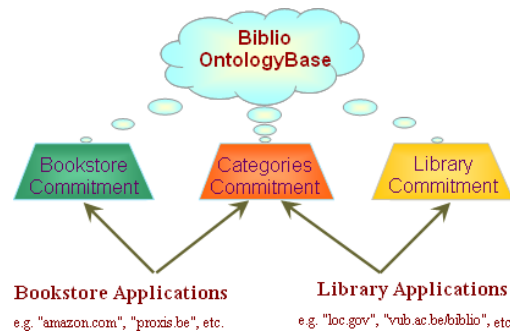 Biblio
OntologyBase
Bookstore
Commitment
Categories
Commitment
Library
Commitment
Bookstore Applications
e.g. "amazon.com", "proxis.be", etc.
Library Applications
e.g. "loc.gov", "vub.ac.be/biblio", etc